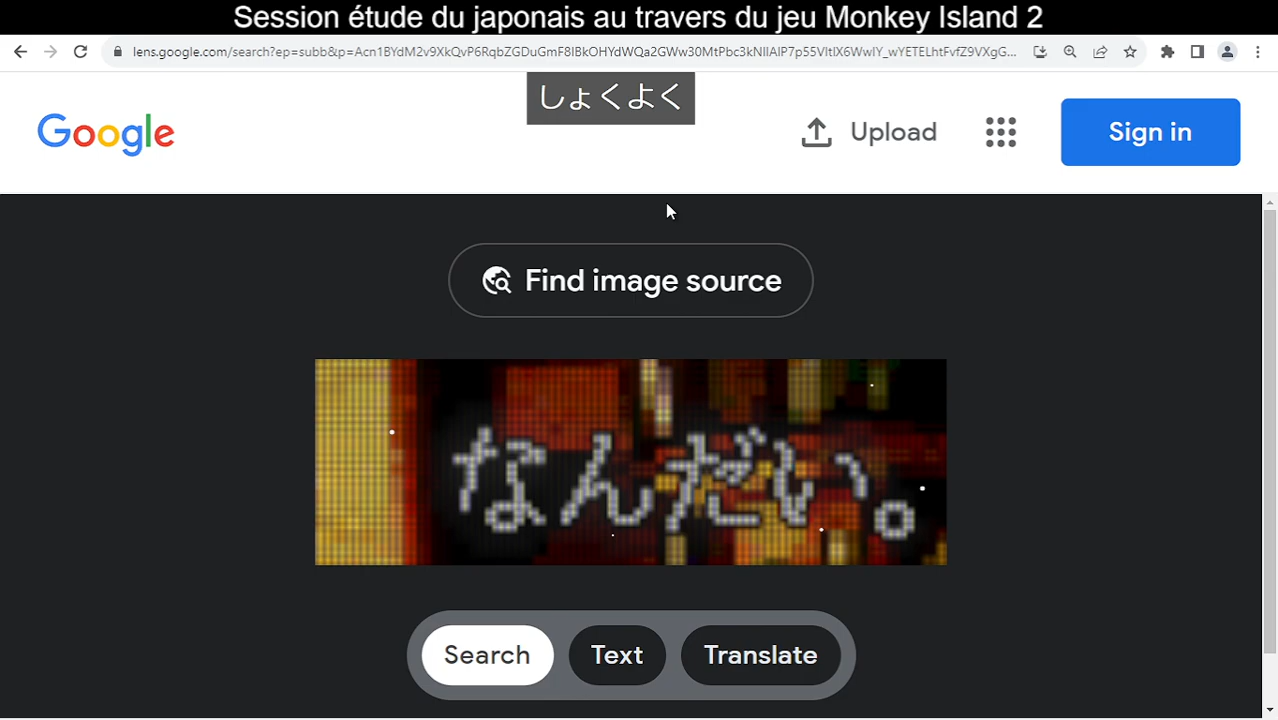 Session étude du japonais au travers du jeu Monkey Island 2
lens.google.com/search?ep=subb&p=Acn1BYdM2v9XkQvP6RqbZGDuGmF8IBkOHYdWQa2GWw30MtPbc3kNIIAlP7p55VltlX6WwIY_wYETELhtFvfZ9VXgG...
しょくよく
Google
Upload
Sign in
Find image source
なんだい。
Search
Text
Translate